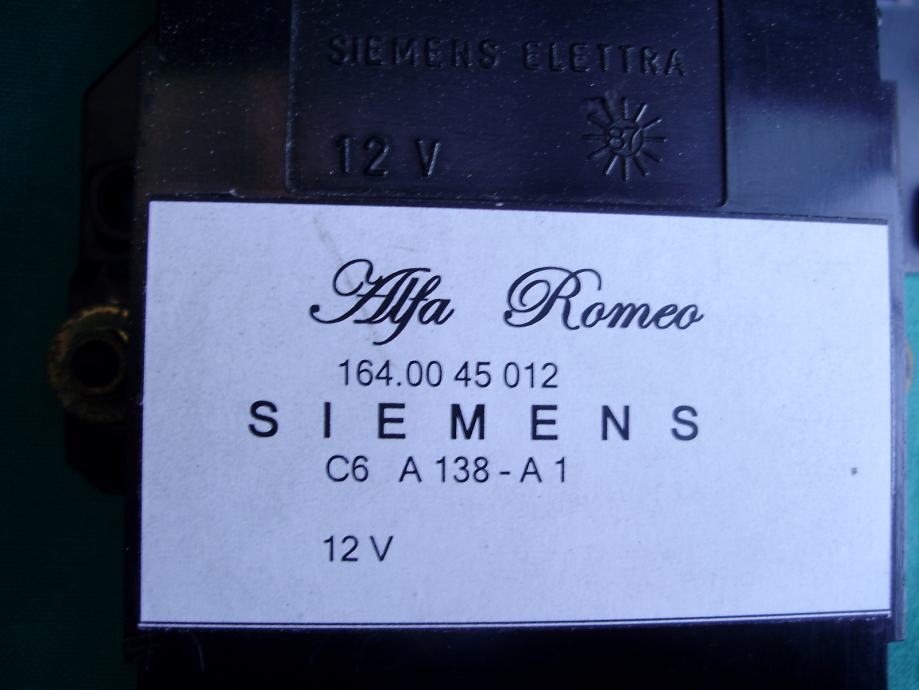 SIEMENS ELETTRA
12 V
87
Alfa Romeo
164.00 45 012
SIEMENS
C6 A 138 - A 1
12 V